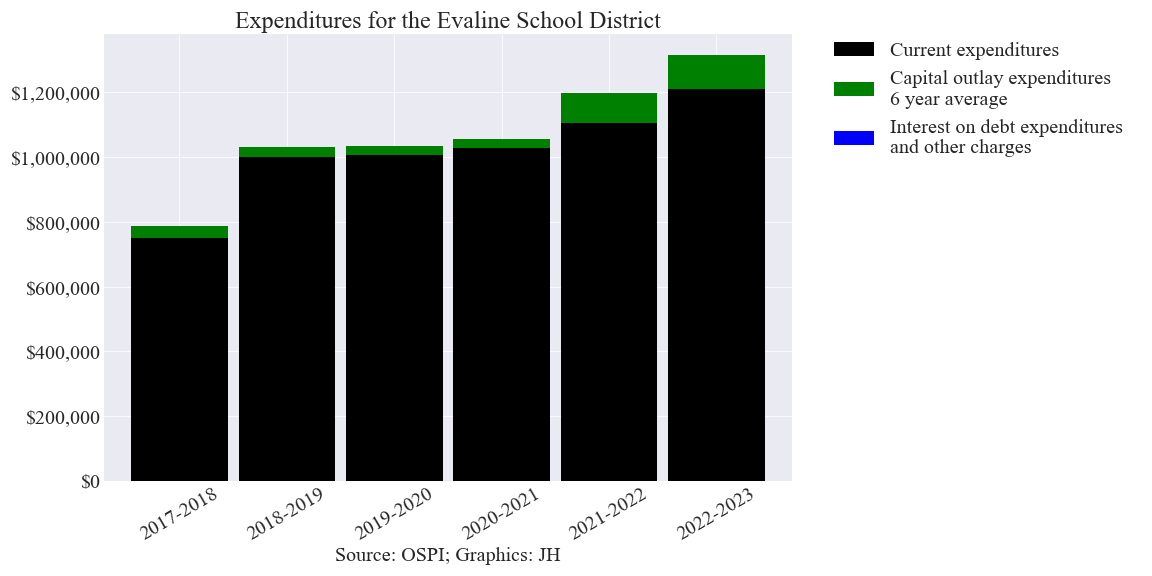 Expenditures for the Evaline School District
Current expenditures
Capital outlay expenditures
6 year average
Interest on debt expenditures
and other charges
$1,200,000
$1,000,000
$800,000
$600,000
$400,000
$200,000
$0
2017-2018
2018-2019
2019-2020
2020-2021
2021-2022
2022-2023
Source: OSPI; Graphics: JH